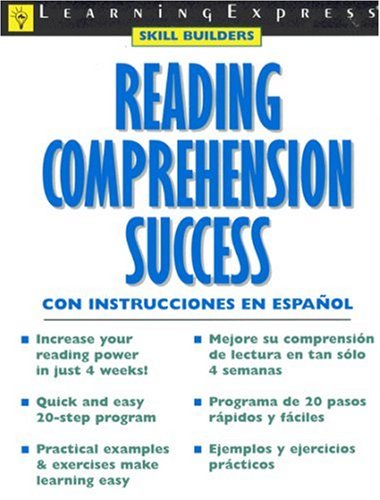 LearningExpress
SKILL BUILDERS
READING
COMPREHENSION
SUCCESS
CON INSTRUCCIONES EN ESPAÑOL
■ Increase your
reading power
in just 4 weeks!
■ Quick and easy
20-step program
■ Practical examples
& exercises make
learning easy
■ Mejore su comprensión
de lectura en tan sólo
4 semanas
■ Programa de 20 pasos
rápidos y fáciles
■ Ejemplos y ejercicios
prácticos